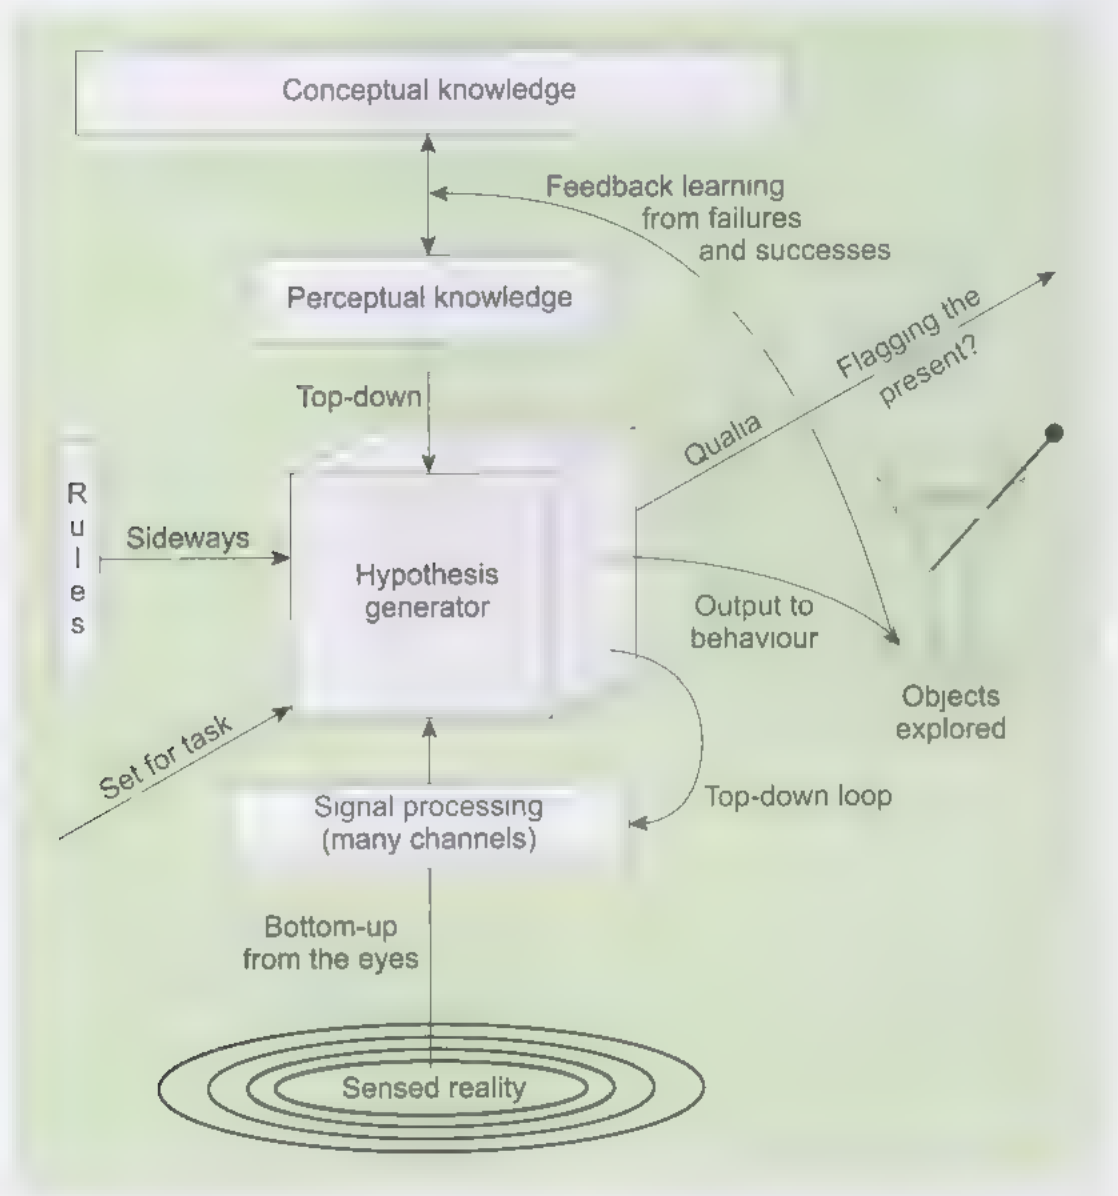 Conceptual knowledge
Feedback learning
from failures
and successes
Perceptual knowledge
Flagging the
present?
Top-down
Qualia
R
u
l
e
s
Sideways
Hypothesis
generator
Output to
behaviour
Objects
explored
Set for task
Signal processing
(many channels)
Top-down loop
Bottom-up
from the eyes
Sensed reality